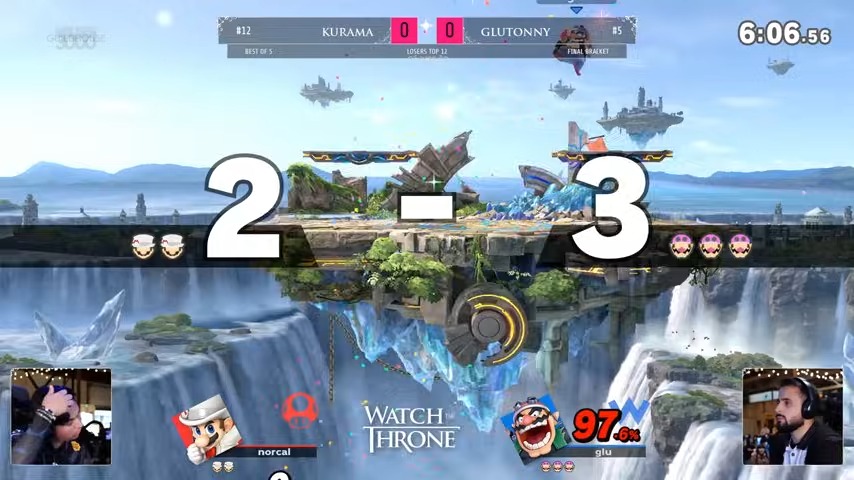 #12 KURAMA 0 0 GLUTONNY #5
BEST OF 5 LOSERS TOP 12 FINAL BRACKET
6:06.56
2 - 3
WATCH
THE
THRONE
97.6%
norcal
glu